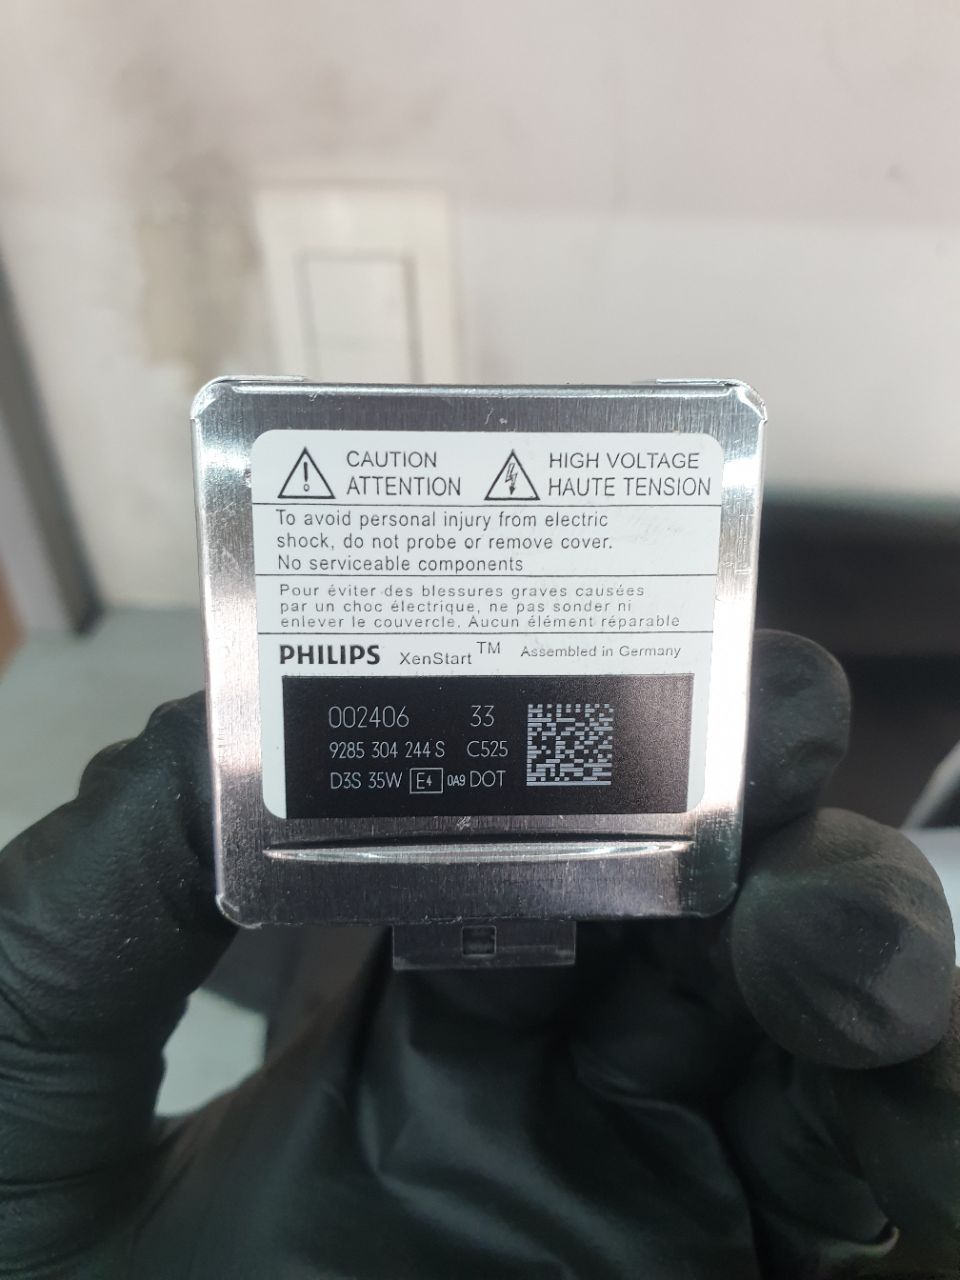 CAUTION
ATTENTION
HIGH VOLTAGE
HAUTE TENSION
To avoid personal injury from electric
shock, do not probe or remove cover.
No serviceable components
Pour éviter des blessures graves causées
par un choc électrique, ne pas sonder ni
enlever le couvercle. Aucun élément réparable
PHILIPS XenStart TM Assembled in Germany
002406 33
9285 304 244 S C525
D3S 35W E4 0A9 DOT